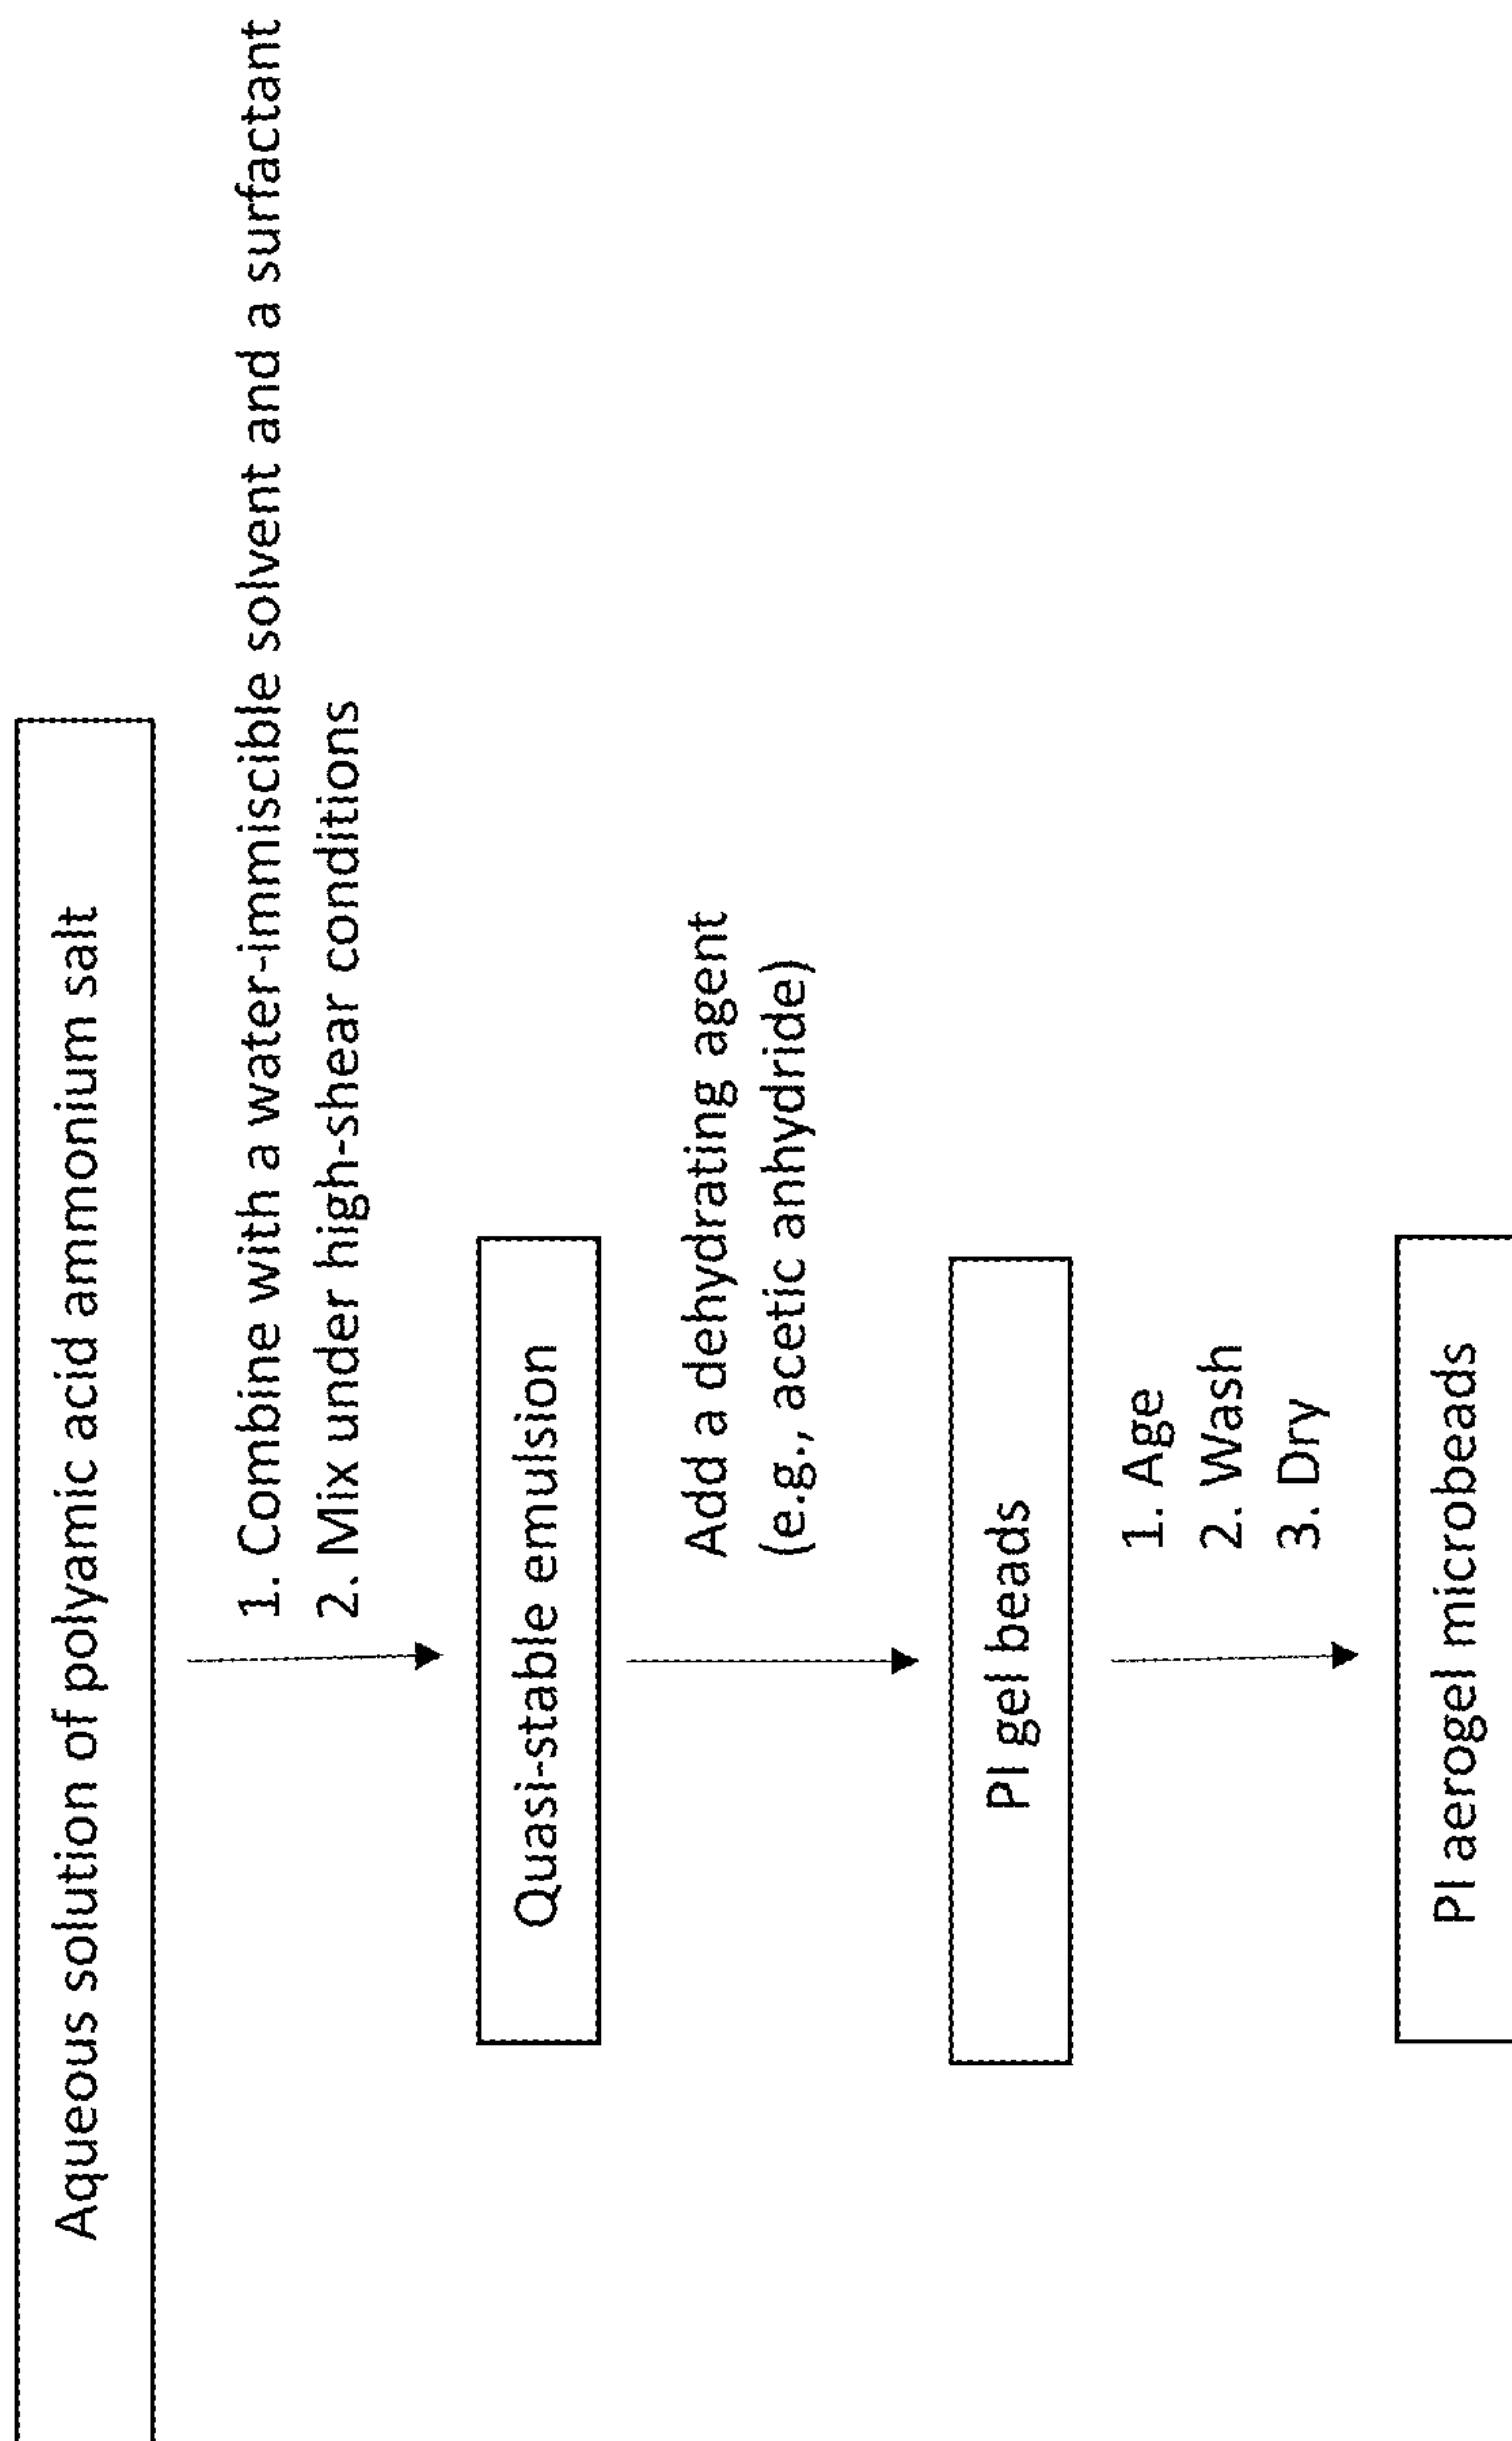 Aqueous solution of polyamic acid ammonium salt
1. Combine with a water-immiscible solvent and a surfactant
2. Mix under high-shear conditions
Quasi-stable emulsion
Add a dehydrating agent
(e.g., acetic anhydride)
PI gel beads
1. Age
2. Wash
3. Dry
PI aerogel microbeads